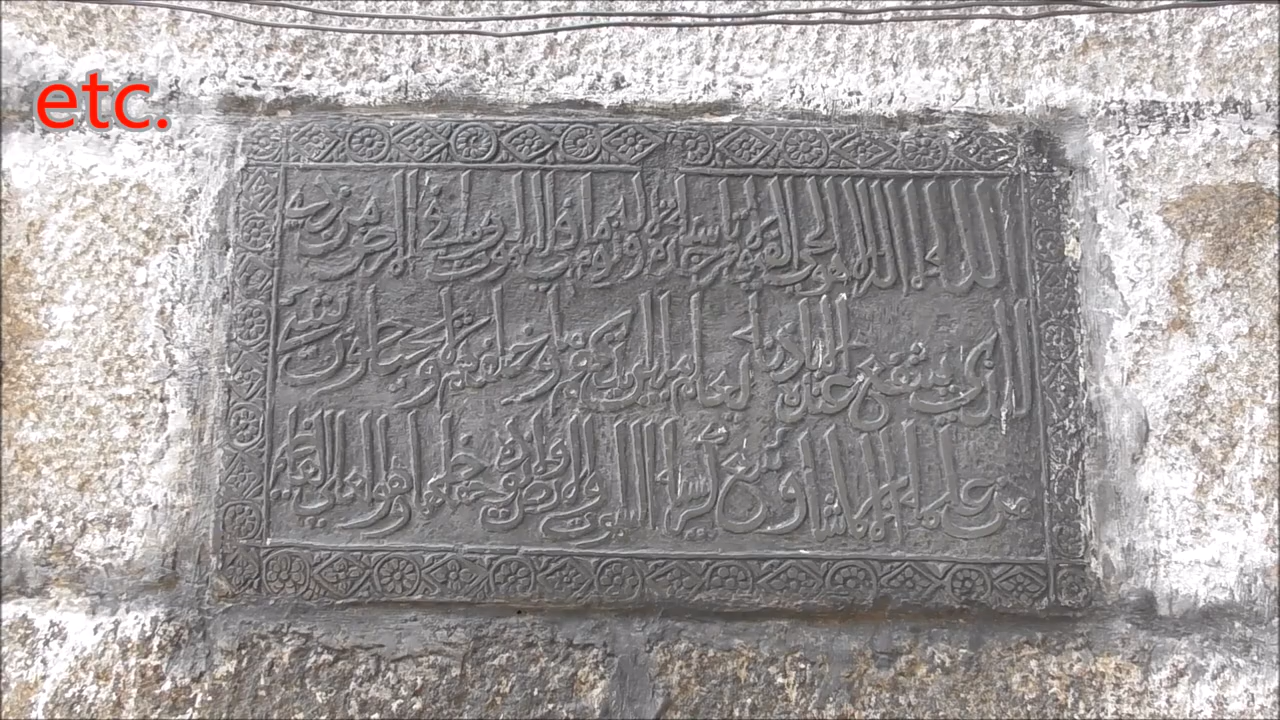 etc.
الله لا اله الا هو الحي القيوم لا تاخذه سنة ولا نوم له ما في السموات وما في الارض من ذا
الذي يشفع عنده الا باذنه يعلم ما بين ايديهم وما خلفهم ولا يحيطون بشيء
من علمه الا بما شاء وسع كرسيه السموات والارض ولا يؤده حفظهما وهو العلي العظيم